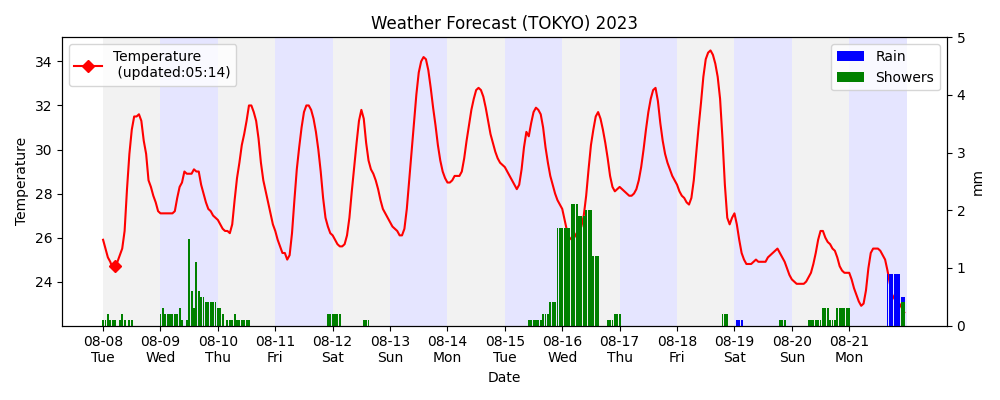 Weather Forecast (TOKYO) 2023
Temperature
(updated:05:14)
Rain
Showers
Temperature
34
32
30
28
26
24
5
4
3
2
1
0
mm
08-08 08-09 08-10 08-11 08-12 08-13 08-14 08-15 08-16 08-17 08-18 08-19 08-20 08-21
Tue Wed Thu Fri Sat Sun Mon Tue Wed Thu Fri Sat Sun Mon
Date